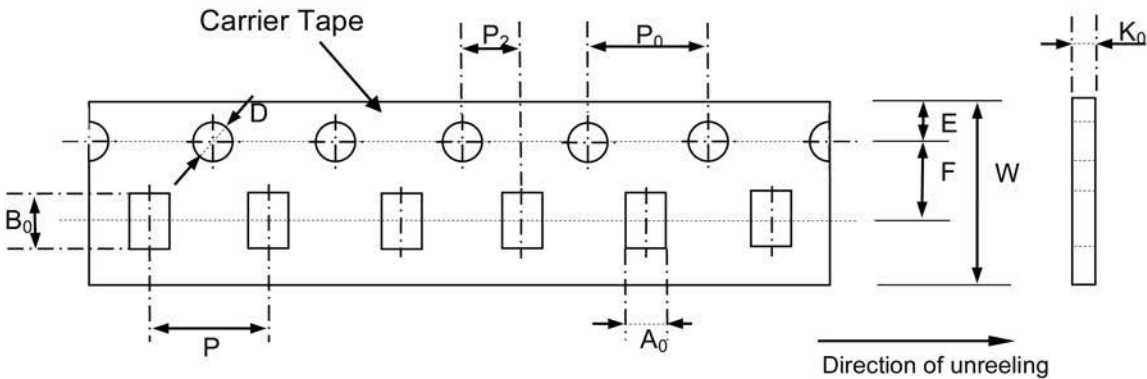 Carrier Tape
P₂
P₀
K₀
D
E
F
W
B₀
P
A₀
Direction of unreeling